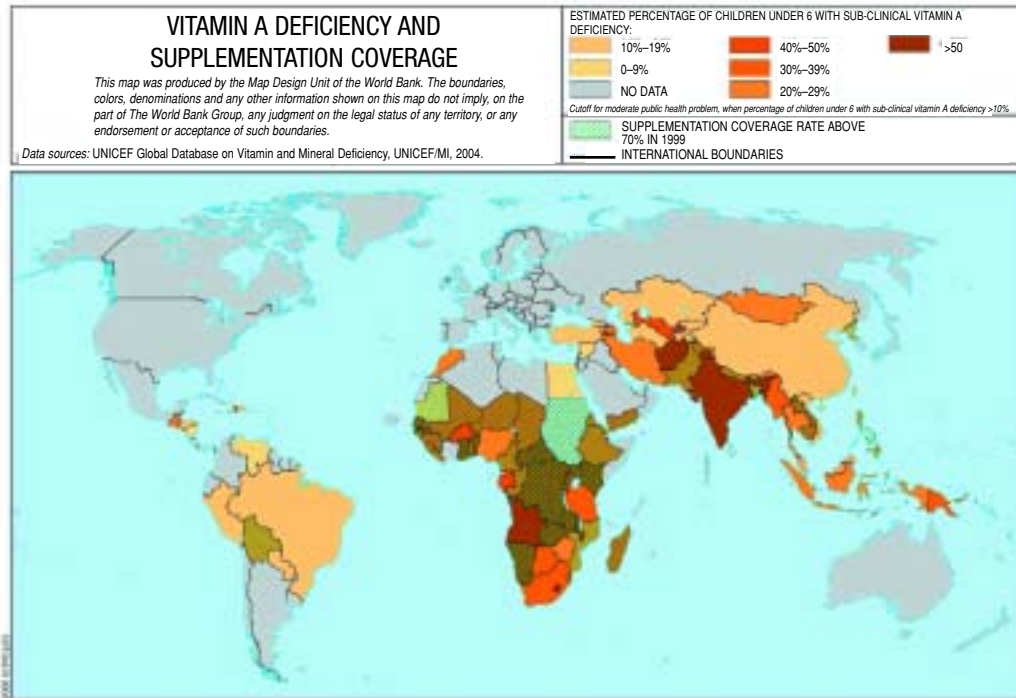 VITAMIN A DEFICIENCY AND
SUPPLEMENTATION COVERAGE
This map was produced by the Map Design Unit of the World Bank. The boundaries,
colors, denominations and any other information shown on this map do not imply, on the
part of The World Bank Group, any judgment on the legal status of any territory, or any
endorsement or acceptance of such boundaries.
Data sources: UNICEF Global Database on Vitamin and Mineral Deficiency, UNICEF/MI, 2004.
ESTIMATED PERCENTAGE OF CHILDREN UNDER 6 WITH SUB-CLINICAL VITAMIN A
DEFICIENCY:
10%–19%
40%–50%
>50
0–9%
30%–39%
NO DATA
20%–29%
Cutoff for moderate public health problem, when percentage of children under 6 with sub-clinical vitamin A deficiency >10%
SUPPLEMENTATION COVERAGE RATE ABOVE
70% IN 1999
INTERNATIONAL BOUNDARIES